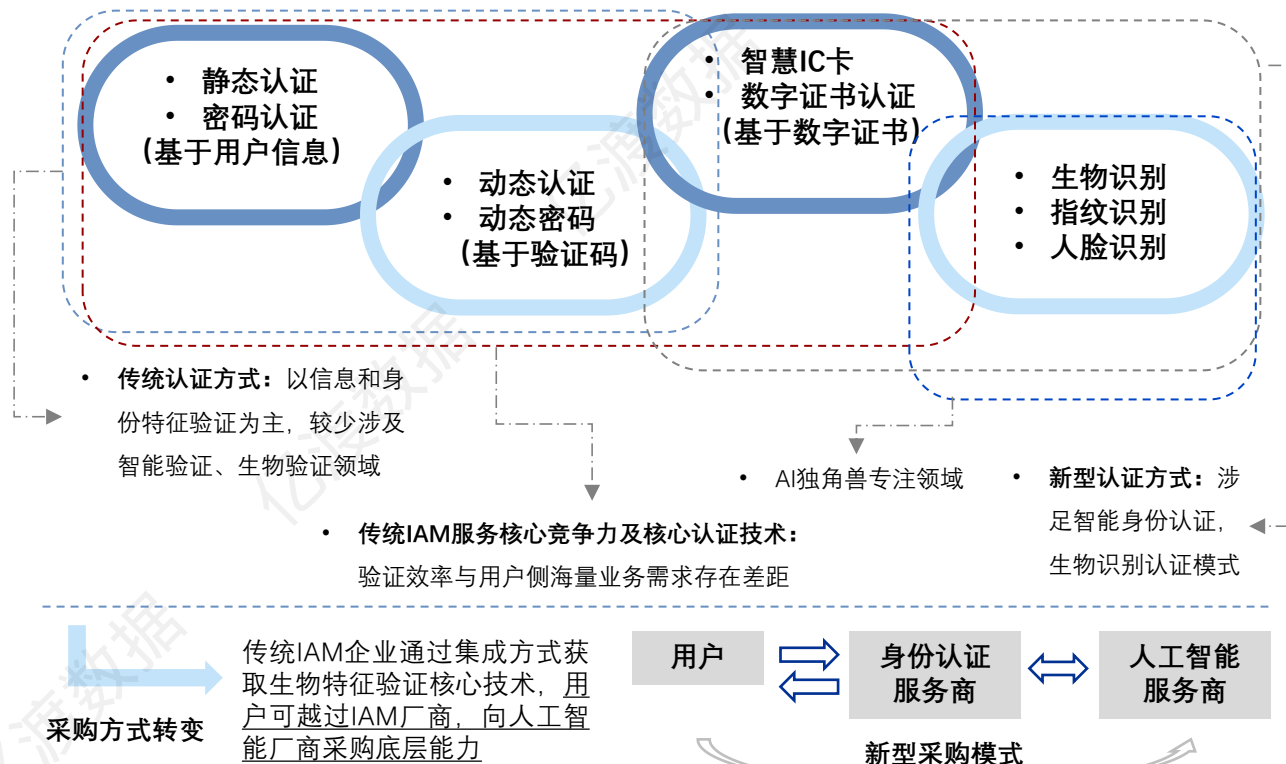 • 静态认证
• 密码认证
(基于用户信息)
• 动态认证
• 动态密码
(基于验证码)
• 智慧IC卡
• 数字证书认证
(基于数字证书)
• 生物识别
• 指纹识别
• 人脸识别
• 传统认证方式：以信息和身
份特征验证为主，较少涉及
智能验证、生物验证领域
• 传统IAM服务核心竞争力及核心认证技术：
验证效率与用户侧海量业务需求存在差距
• AI独角兽专注领域
• 新型认证方式：涉
足智能身份认证，
生物识别认证模式
采购方式转变
传统IAM企业通过集成方式获
取生物特征验证核心技术，用
户可越过IAM厂商，向人工智
能厂商采购底层能力
用户
身份认证
服务商
人工智能
服务商
新型采购模式
亿渡数据
亿渡数据
亿渡数据